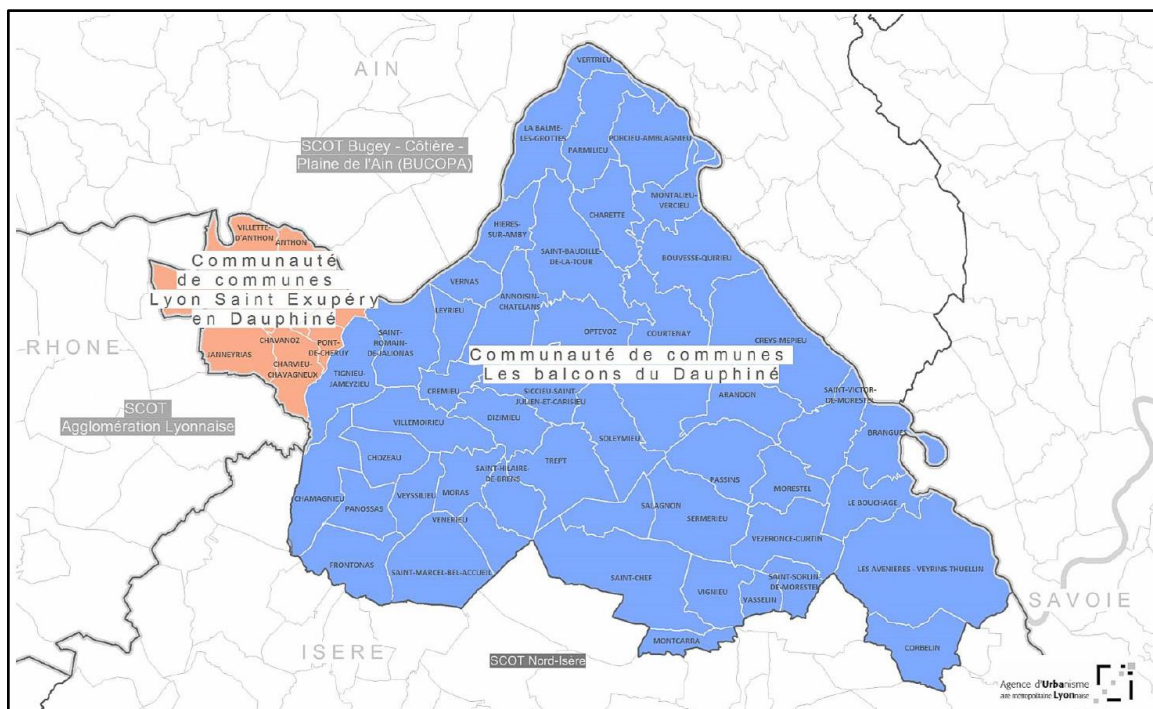 AIN
VERTRIEU
LA BALME-
LES-GROTTES
PORCIEU-AMBLAGNIEU
PARMILIEU
SCOT Bugey - Côtière -
Plaine de l'Ain (BUCOPA)
MONTALIEU-
VERCIEU
CHARETTE
VILLETTE-
D'ANTHON
ANTHON
HIERES-
SUR-AMBY
SAINT-BAUDILLE-
DE-LA-TOUR
BOUVESSE-QUIRIEU
Communauté
de communes
Lyon Saint Exupéry
en Dauphiné
VERNAS
ANNOISIN-
CHATELANS
LEYRIEU
OPTEVOZ
COURTENAY
CREYS-MEPIEU
RHONE
JANNEYRIAS
CHAVANOZ
PONT-
DE-CHERUY
CHARVIEU-
CHAVAGNEUX
SAINT-
ROMAIN-
DE-JALIONAS
TIGNIEU-
JAMEYZIEU
Communauté de communes
Les balcons du Dauphiné
CREMIEU
SICCIEU-SAINT-
JULIEN-ET-CARISIEU
ARANDON
SAINT-VICTOR-
DE-MORESTEL
SCOT
Agglomération Lyonnaise
VILLEMOIRIEU
DIZIMIEU
SOLEYMIEU
BRANGUES
CHOZEAU
SAINT-HILAIRE-
DE-BRENS
TREPT
CHAMAGNIEU
PANOSSAS
VEYSSILIEU
MORAS
VENERIEU
PASSINS
MORESTEL
LE BOUCHAGE
SALAGNON
SERMERIEU
VEZERONCE-CURTIN
FRONTONAS
SAINT-MARCEL-BEL-ACCUEIL
SAINT-CHEF
VIGNIEU
VASSELIN
SAINT-SORLIN-
DE-MORESTEL
LES AVENIERES - VEYRINS-THUELLIN
SAVOIE
MONTCARRA
CORBELIN
ISERE
SCOT Nord-Isère
Agence d'Urbanisme
aire métropolitaine Lyonnaise